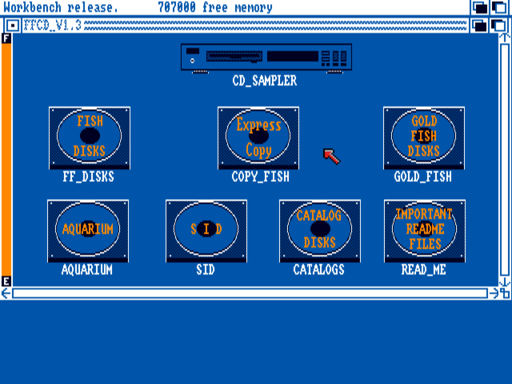 Workbench release. 707000 free memory
FFCD_V1.3
F
CD_SAMPLER
FISH
DISKS
FF_DISKS
Express
Copy
COPY_FISH
GOLD
FISH
DISKS
GOLD_FISH
AQUARIUM
AQUARIUM
S I D
SID
CATALOG
DISKS
CATALOGS
IMPORTANT
README
FILES
READ_ME
E